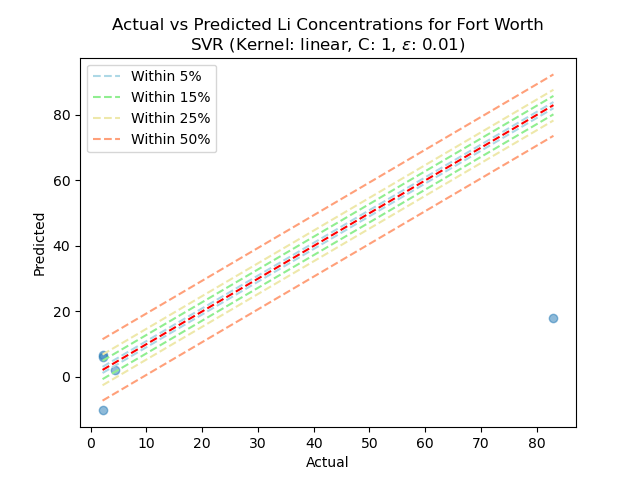 Actual vs Predicted Li Concentrations for Fort Worth
SVR (Kernel: linear, C: 1, ε: 0.01)
Within 5%
Within 15%
Within 25%
Within 50%
80
60
40
20
0
Predicted
0 10 20 30 40 50 60 70 80
Actual